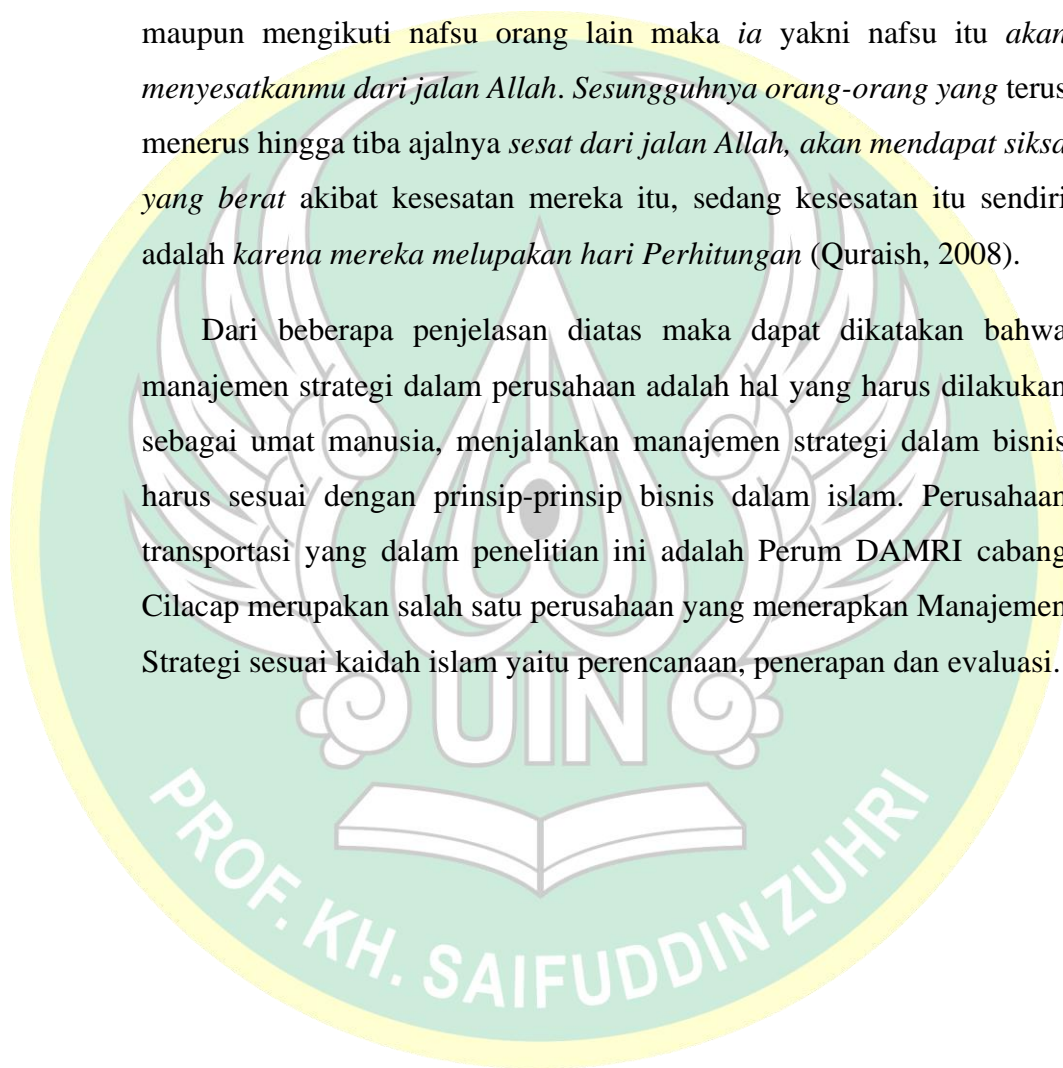 maupun mengikuti nafsu orang lain maka ia yakni nafsu itu akan
menyesatkanmu dari jalan Allah. Sesungguhnya orang-orang yang terus
menerus hingga tiba ajalnya sesat dari jalan Allah, akan mendapat siksa
yang berat akibat kesesatan mereka itu, sedang kesesatan itu sendiri
adalah karena mereka melupakan hari Perhitungan (Quraish, 2008).
Dari beberapa penjelasan diatas maka dapat dikatakan bahwa
manajemen strategi dalam perusahaan adalah hal yang harus dilakukan
sebagai umat manusia, menjalankan manajemen strategi dalam bisnis
harus sesuai dengan prinsip-prinsip bisnis dalam islam. Perusahaan
transportasi yang dalam penelitian ini adalah Perum DAMRI cabang
Cilacap merupakan salah satu perusahaan yang menerapkan Manajemen
Strategi sesuai kaidah islam yaitu perencanaan, penerapan dan evaluasi.
UIN
PROF. KH. SAIFUDDIN ZUHRI